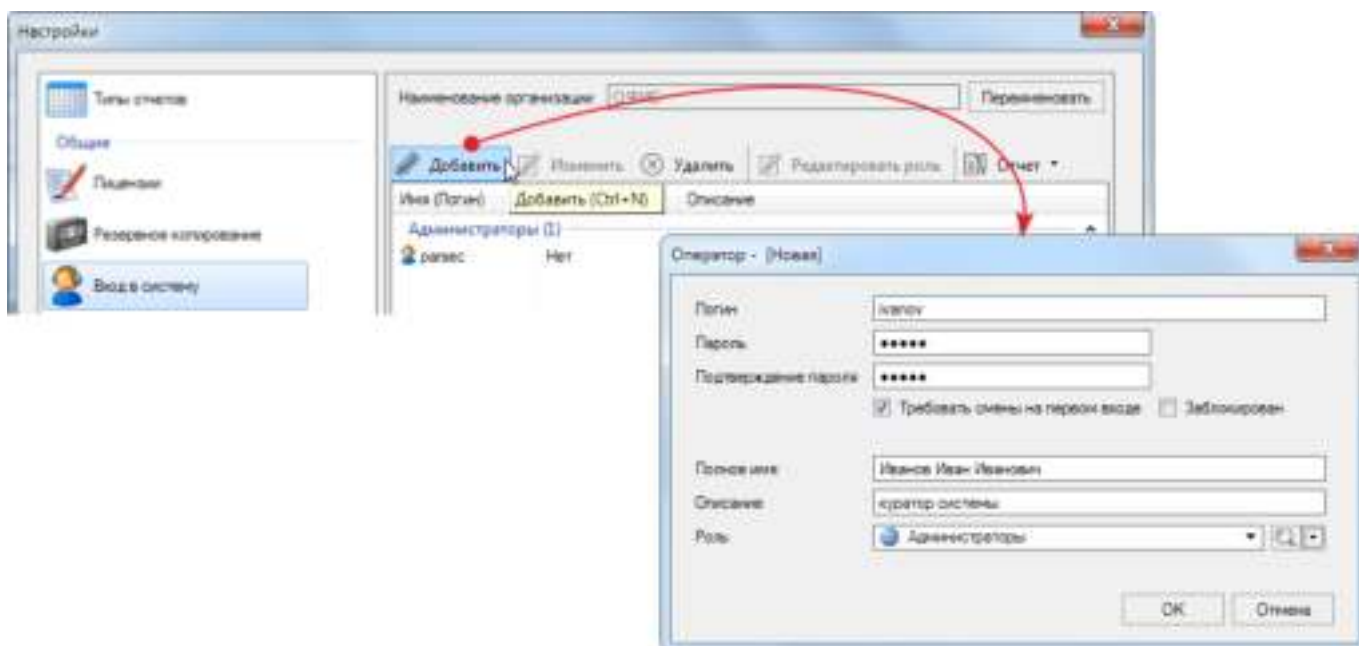 Настройки
Типы отчетов
Общие
Лицензии
Резервное копирование
Вход в систему
Наименование организации
Переименовать
Добавить Изменить Удалить Редактировать роль Отчет
Имя (Логин) Добавить (Ctrl+N) Описание
Администраторы (1)
parsec Нет
Оператор - [Новая]
Логин ivanov
Пароль •••••
Подтверждение пароля •••••
Требовать смены на первом входе Заблокирован
Полное имя Иванов Иван Иванович
Описание куратор системы
Роль Администраторы
OK Отмена